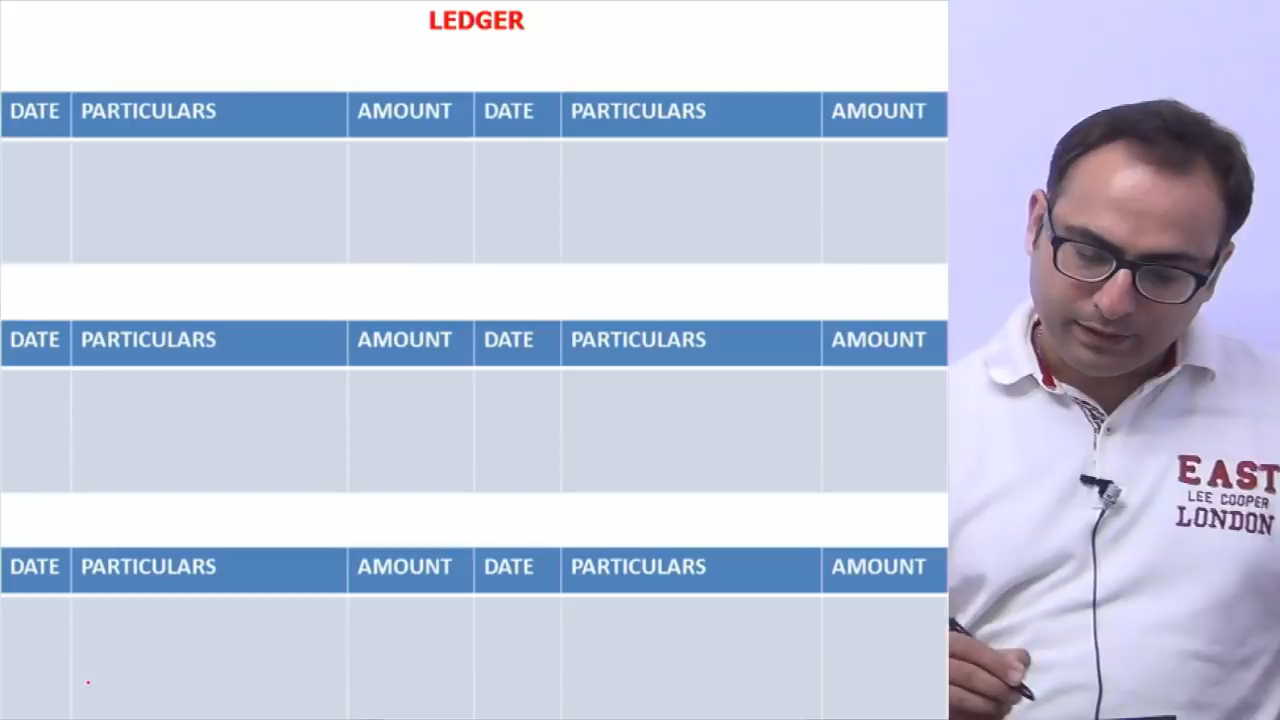 LEDGER
DATE PARTICULARS AMOUNT DATE PARTICULARS AMOUNT
DATE PARTICULARS AMOUNT DATE PARTICULARS AMOUNT
DATE PARTICULARS AMOUNT DATE PARTICULARS AMOUNT
EAST
LEE COOPER
LONDON